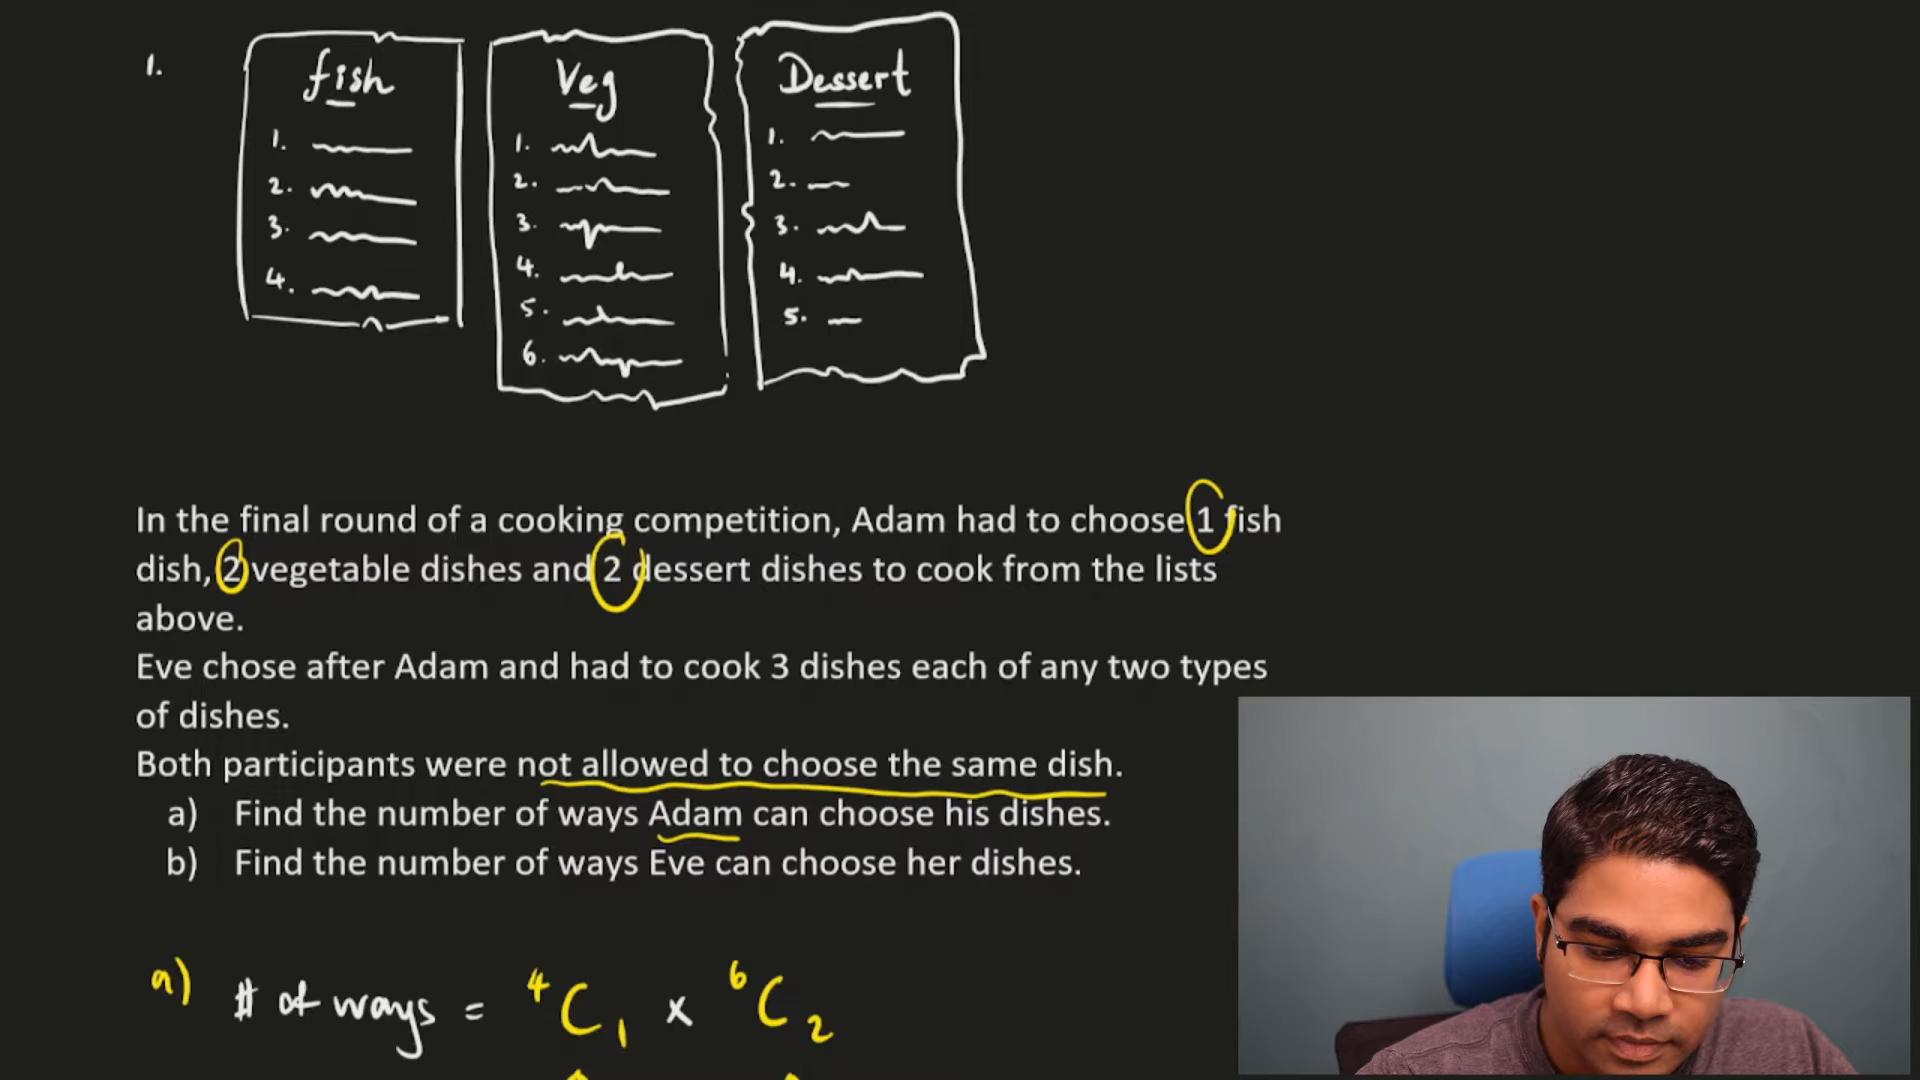 1.
fish
1.
2.
3.
4.
Veg
1.
2.
3.
4.
5.
6.
Dessert
1.
2.
3.
4.
5.
In the final round of a cooking competition, Adam had to choose 1 fish
dish, 2 vegetable dishes and 2 dessert dishes to cook from the lists
above.
Eve chose after Adam and had to cook 3 dishes each of any two types
of dishes.
Both participants were not allowed to choose the same dish.
a) Find the number of ways Adam can choose his dishes.
b) Find the number of ways Eve can choose her dishes.
a) # of ways = ⁴C₁ x ⁶C₂